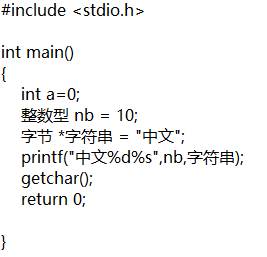 #include <stdio.h>
int main()
{
int a=0;
整数型 nb = 10;
字节 *字符串 = "中文";
printf("中文%d%s",nb,字符串);
getchar();
return 0;
}